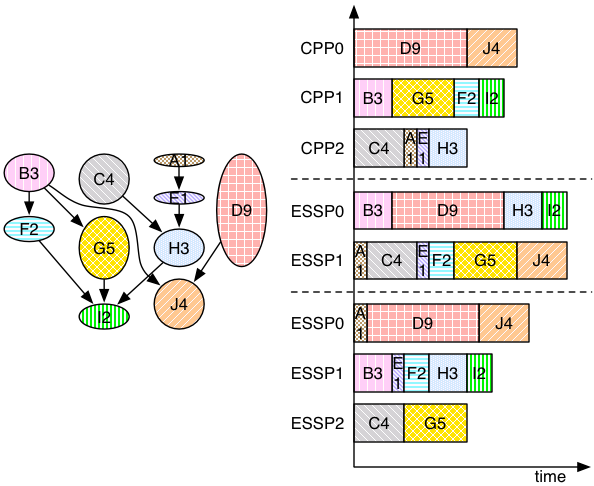 B3
C4
A1
E1
F2
G5
H3
D9
I2
J4
CPP0
D9
J4
CPP1
B3
G5
F2
I2
CPP2
C4
A
1
E
1
H3
ESSP0
B3
D9
H3
I2
ESSP1
A
1
C4
E
1
F2
G5
J4
ESSP0
A
1
D9
J4
ESSP1
B3
E
1
F2
H3
I2
ESSP2
C4
G5
time